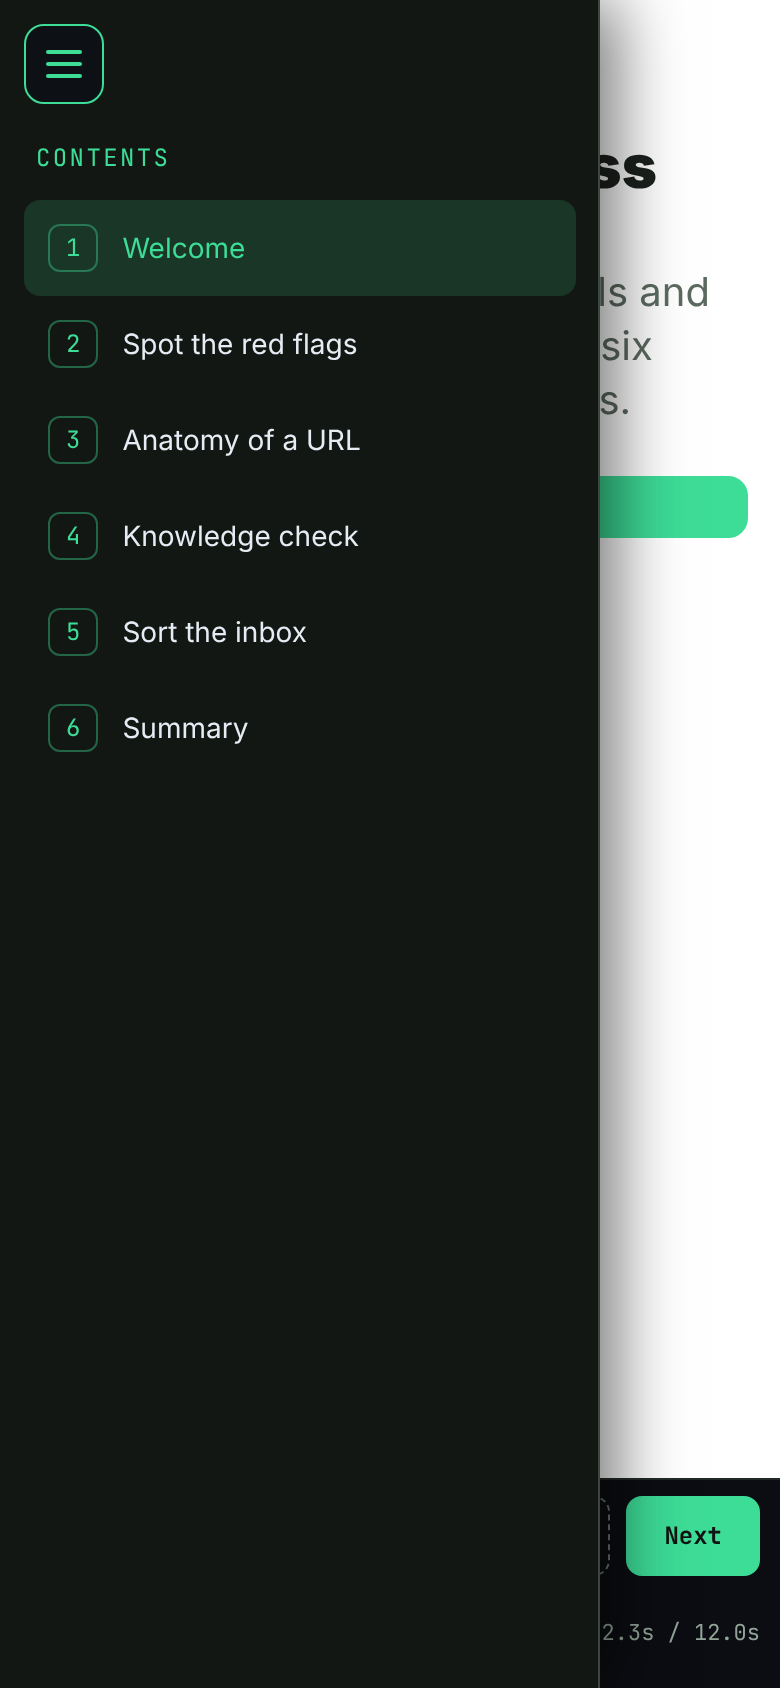 CONTENTS
1 Welcome
2 Spot the red flags
3 Anatomy of a URL
4 Knowledge check
5 Sort the inbox
6 Summary
ss
ls and
six
s.
Next
2.3s / 12.0s